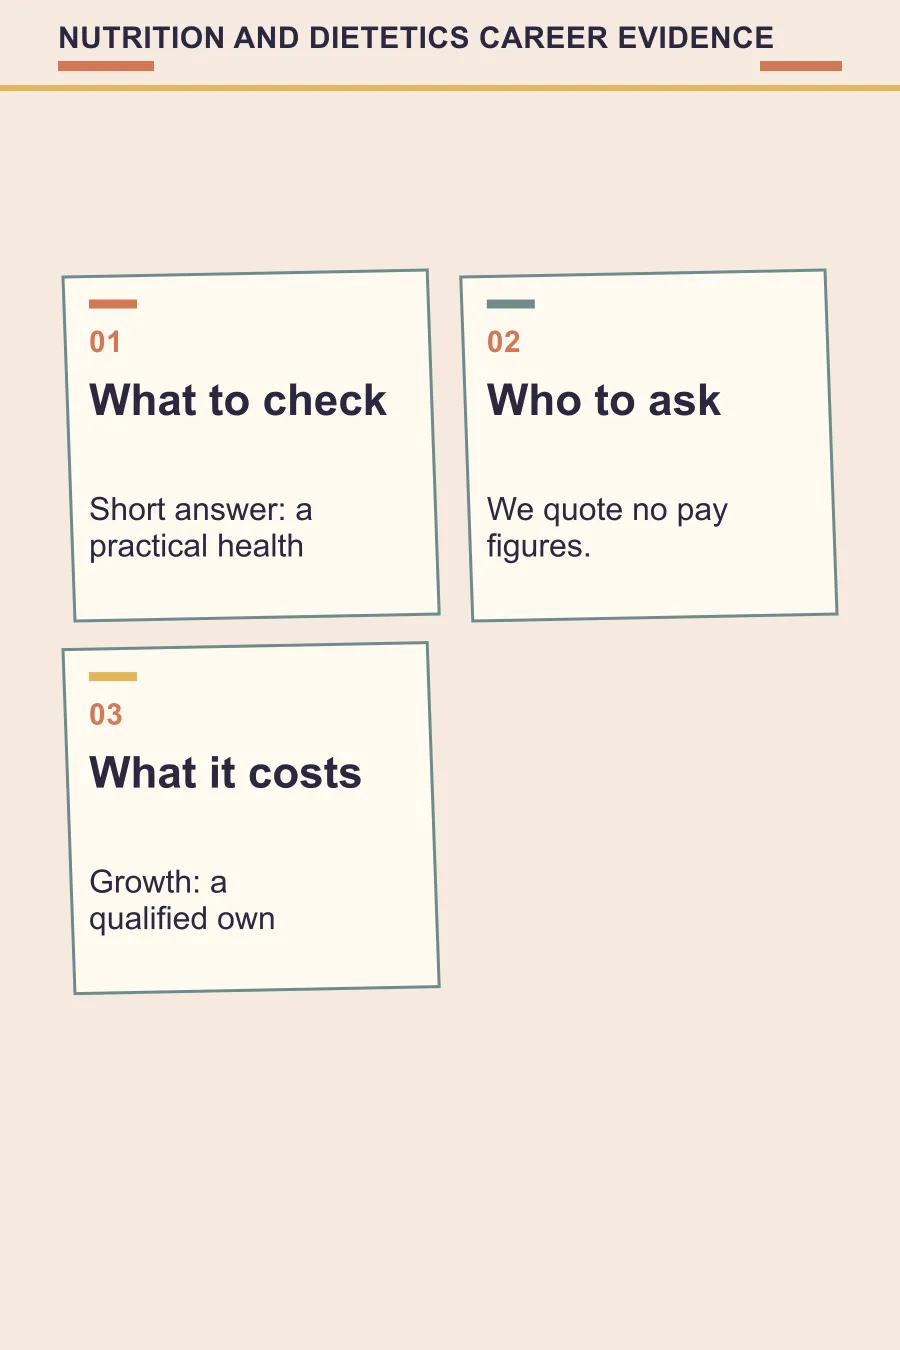 NUTRITION AND DIETETICS CAREER EVIDENCE
01
What to check
Short answer: a
practical health
02
Who to ask
We quote no pay
figures.
03
What it costs
Growth: a
qualified own